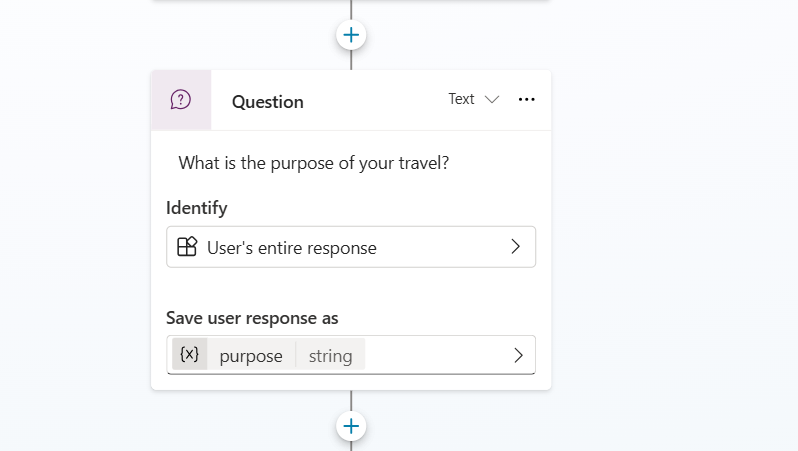 Question
Text
What is the purpose of your travel?
Identify
User's entire response
Save user response as
{x} purpose string